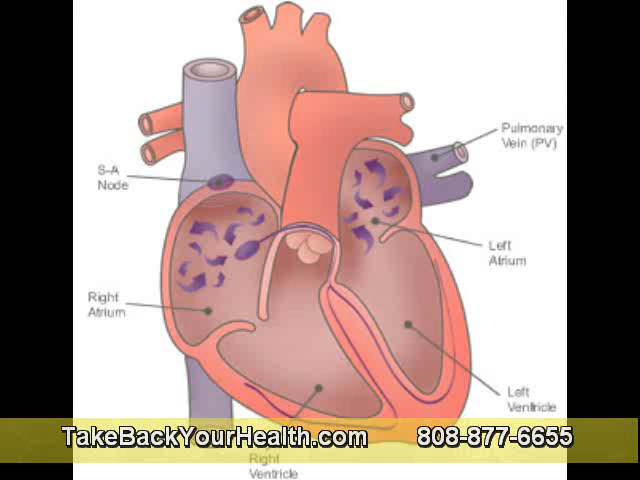 Pulmonary
Vein (PV)
S-A
Node
Left
Atrium
Right
Atrium
Left
Ventricle
TakeBackYourHealth.com 808-877-6655
Right
Ventricle